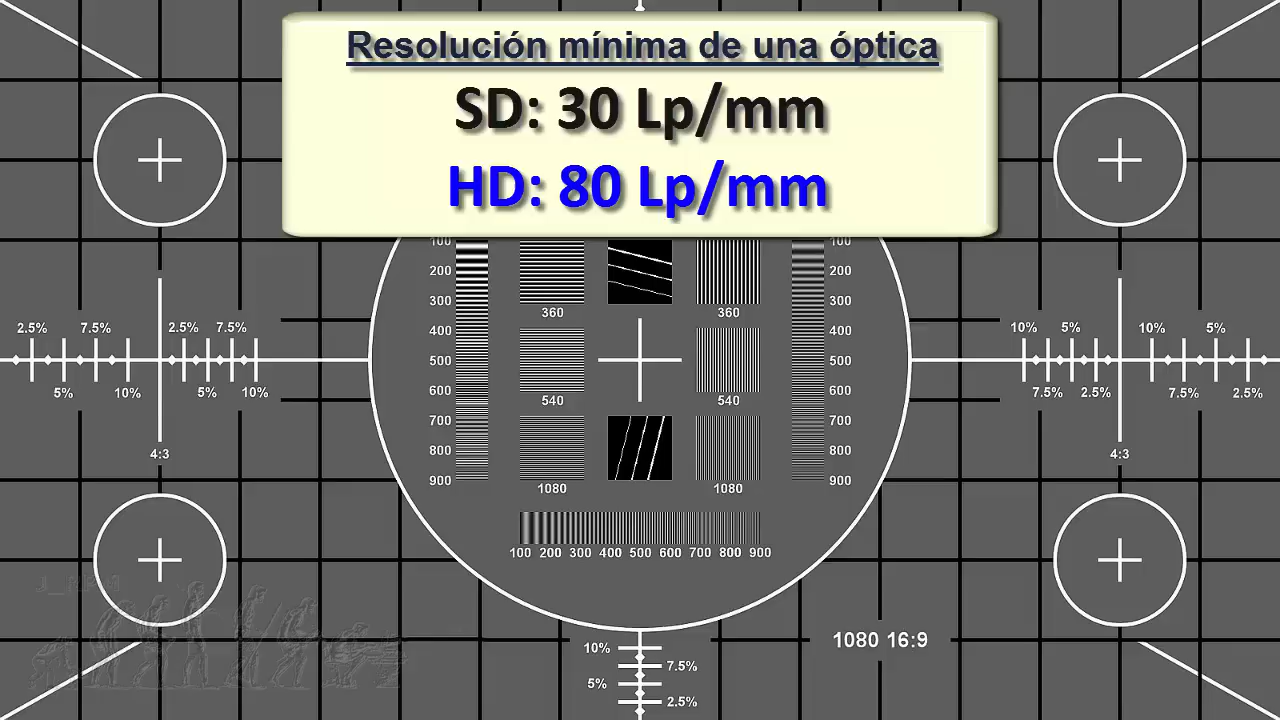 Resolución mínima de una óptica
SD: 30 Lp/mm
HD: 80 Lp/mm
100 100
200 200
300 300
360 360
400 400
500 500
600 600
540 540
700 700
800 800
900 900
1080 1080
100 200 300 400 500 600 700 800 900
2.5% 7.5% 2.5% 7.5%
5% 10% 5% 10%
4:3
10% 5% 10% 5%
7.5% 2.5% 7.5% 2.5%
4:3
10%
7.5%
5%
2.5%
1080 16:9